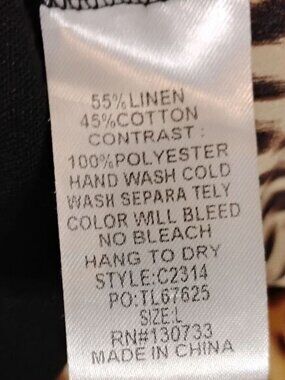 55%LINEN
45%COTTON
CONTRAST :
100%POLYESTER
HAND WASH COLD
WASH SEPARA TELY
COLOR WILL BLEED
NO BLEACH
HANG TO DRY
STYLE:C2314
PO:TL67625
SIZE:L
RN#130733
MADE IN CHINA